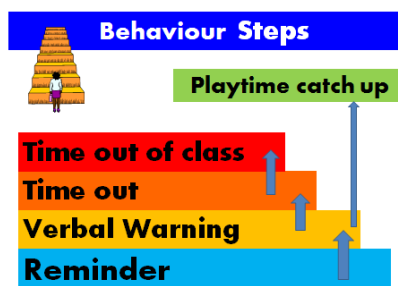 Behaviour Steps
Playtime catch up
Time out of class
Time out
Verbal Warning
Reminder